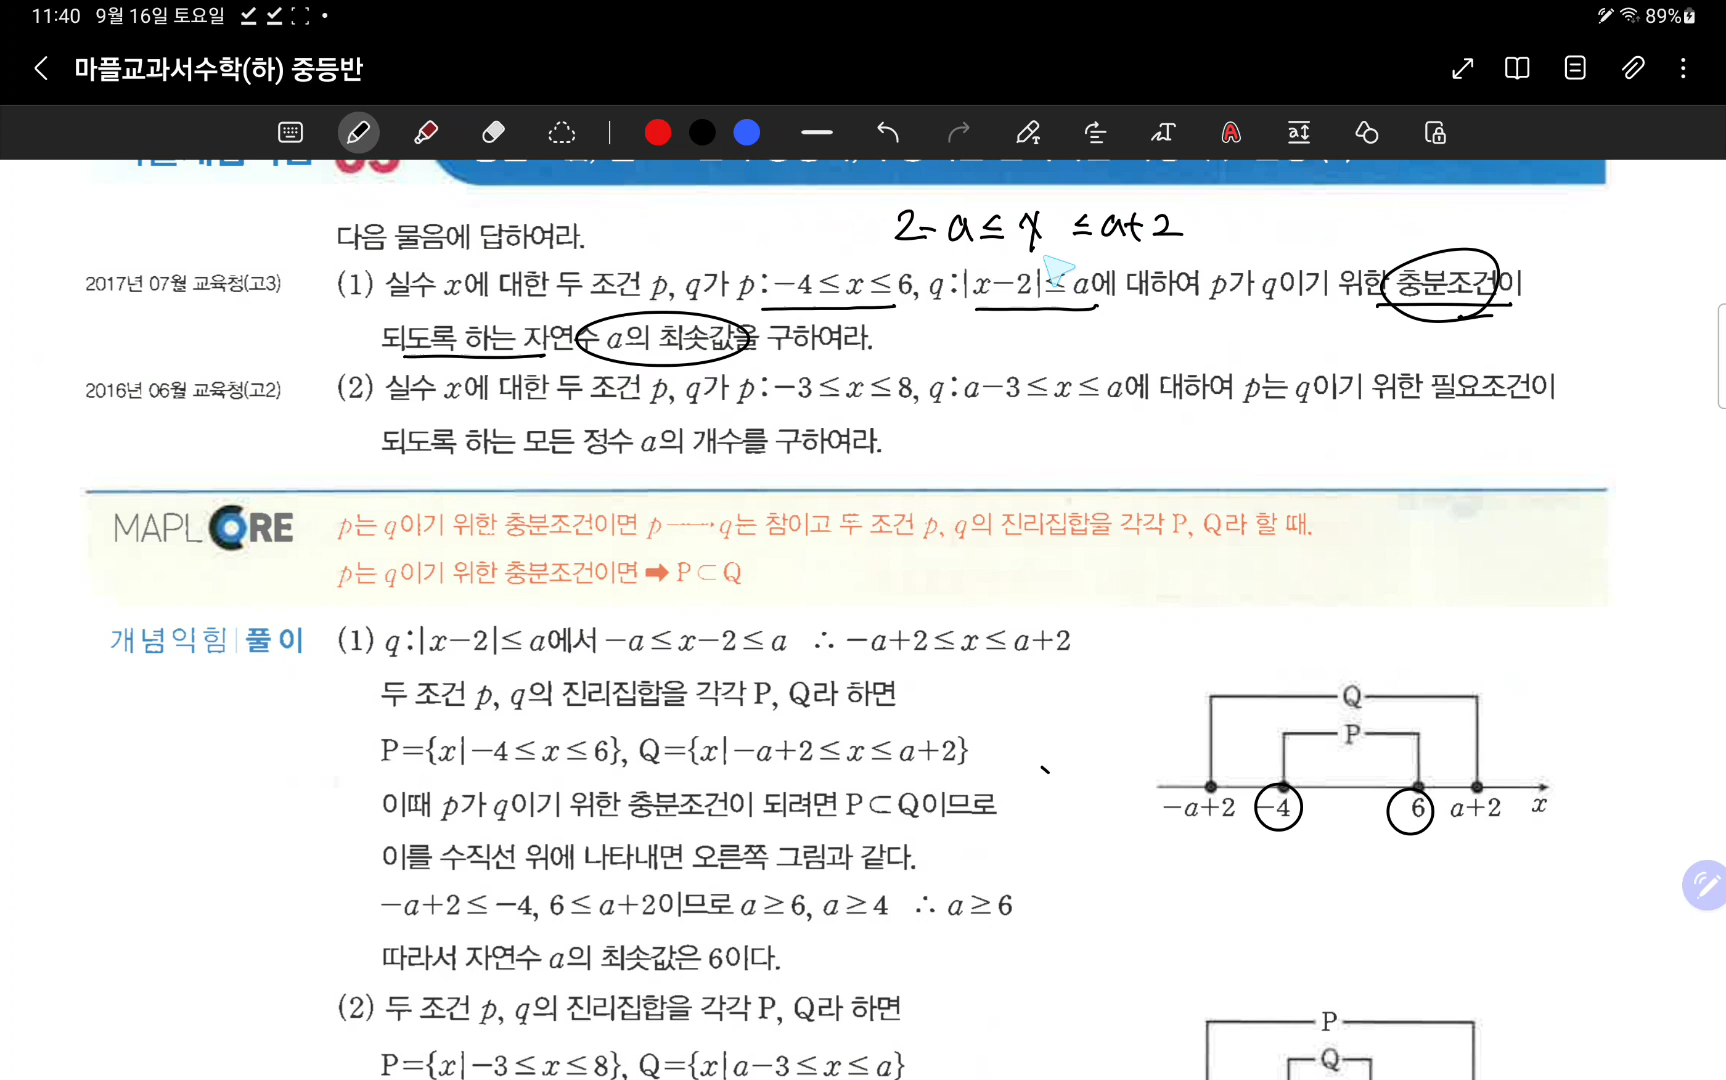 11:40 9월 16일 토요일
89%
마플교과서수학(하) 중등반
2-a≤x ≤a+2
다음 물음에 답하여라.
2017년 07월 교육청(고3)
(1) 실수 x에 대한 두 조건 p, q가 p:−4≤x≤6, q:|x−2|≤a에 대하여 p가 q이기 위한 충분조건이
되도록 하는 자연수 a의 최솟값을 구하여라.
2016년 06월 교육청(고2)
(2) 실수 x에 대한 두 조건 p, q가 p:−3≤x≤8, q:a−3≤x≤a에 대하여 p는 q이기 위한 필요조건이
되도록 하는 모든 정수 a의 개수를 구하여라.
MAPL CORE
p는 q이기 위한 충분조건이면 p → q는 참이고 두 조건 p, q의 진리집합을 각각 P, Q라 할 때,
p는 q이기 위한 충분조건이면 ➡ P⊂Q
개념익힘 | 풀이
(1) q:|x−2|≤a에서 −a≤x−2≤a ∴ −a+2≤x≤a+2
두 조건 p, q의 진리집합을 각각 P, Q라 하면
P={x|−4≤x≤6}, Q={x|−a+2≤x≤a+2}
이때 p가 q이기 위한 충분조건이 되려면 P⊂Q이므로
이를 수직선 위에 나타내면 오른쪽 그림과 같다.
−a+2≤−4, 6≤a+2이므로 a≥6, a≥4 ∴ a≥6
따라서 자연수 a의 최솟값은 6이다.
Q
P
−a+2 −4 6 a+2 x
(2) 두 조건 p, q의 진리집합을 각각 P, Q라 하면
P={x|−3≤x≤8}, Q={x|a−3≤x≤a}
P
Q